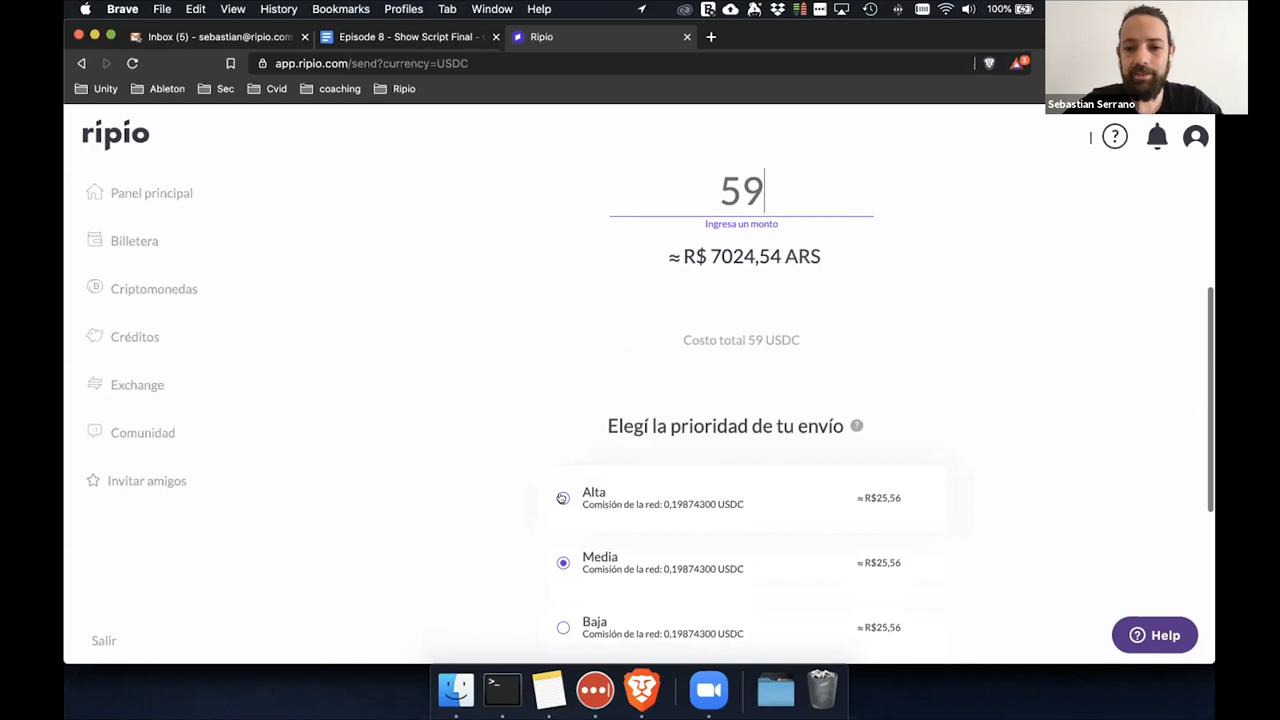 Brave File Edit View History Bookmarks Profiles Tab Window Help 100%
Inbox (5) - sebastian@ripio.com
Episode 8 - Show Script Final -
Ripio
app.ripio.com/send?currency=USDC
3
Unity Ableton Sec Cvid coaching Ripio
Sebastian Serrano
ripio
Panel principal
Billetera
Criptomonedas
Créditos
Exchange
Comunidad
Invitar amigos
Salir
59
Ingresa un monto
≈ R$ 7024,54 ARS
Costo total 59 USDC
Elegí la prioridad de tu envío ?
Alta
Comisión de la red: 0,19874300 USDC
≈ R$25,56
Media
Comisión de la red: 0,19874300 USDC
≈ R$25,56
Baja
Comisión de la red: 0,19874300 USDC
≈ R$25,56
? Help